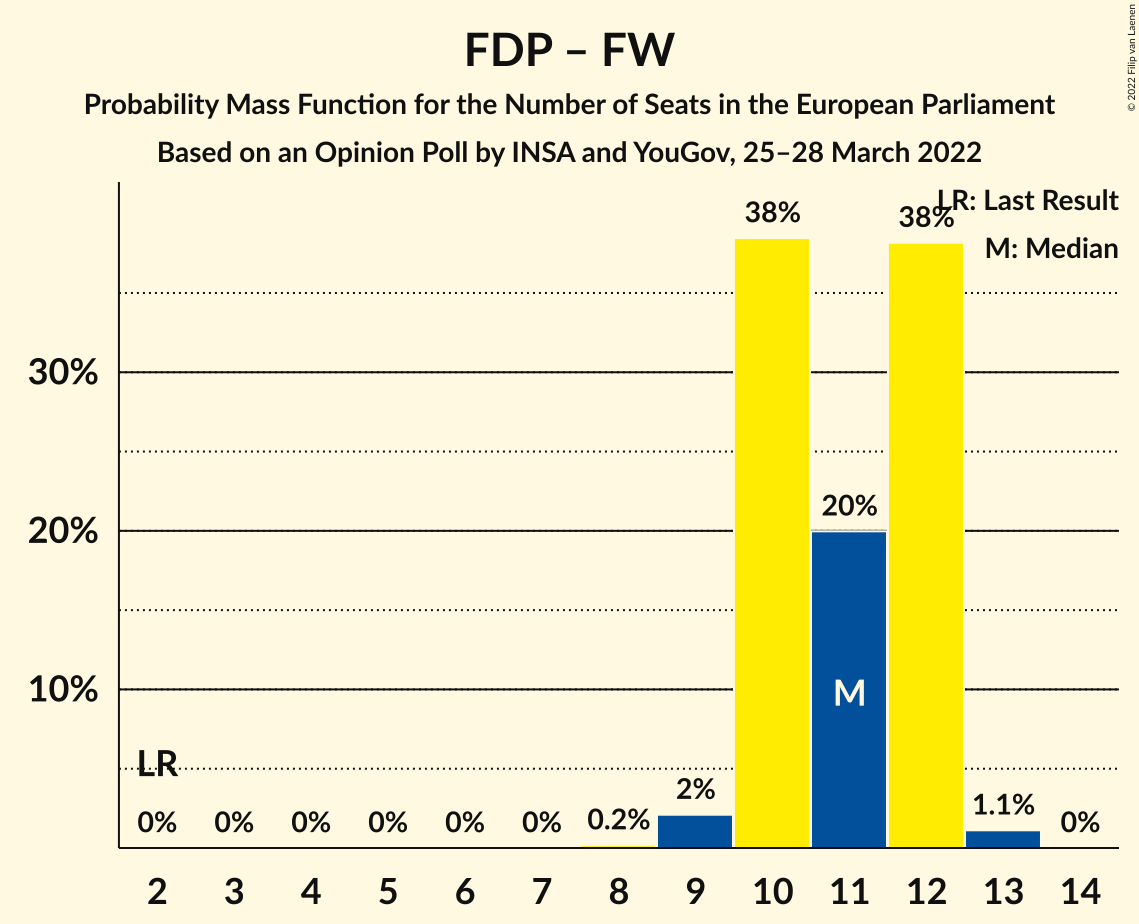 FDP – FW
Probability Mass Function for the Number of Seats in the European Parliament
Based on an Opinion Poll by INSA and YouGov, 25–28 March 2022
© 2022 Filip van Laenen
LR: Last Result
M: Median
38%
38%
30%
20%
20%
10%
M
LR
0% 0% 0% 0% 0% 0% 0.2% 2% 1.1% 0%
2 3 4 5 6 7 8 9 10 11 12 13 14